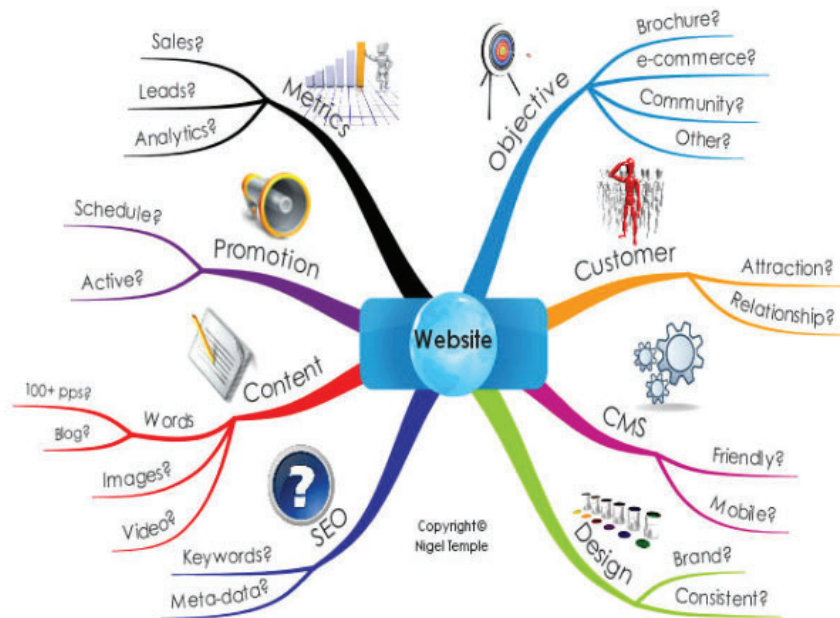 Website
Objective
Brochure?
e-commerce?
Community?
Other?
Customer
Attraction?
Relationship?
CMS
Friendly?
Mobile?
Design
Brand?
Consistent?
SEO
Keywords?
Meta-data?
Content
Words
100+ pps?
Blog?
Images?
Video?
Promotion
Schedule?
Active?
Metrics
Sales?
Leads?
Analytics?
?
Copyright©
Nigel Temple